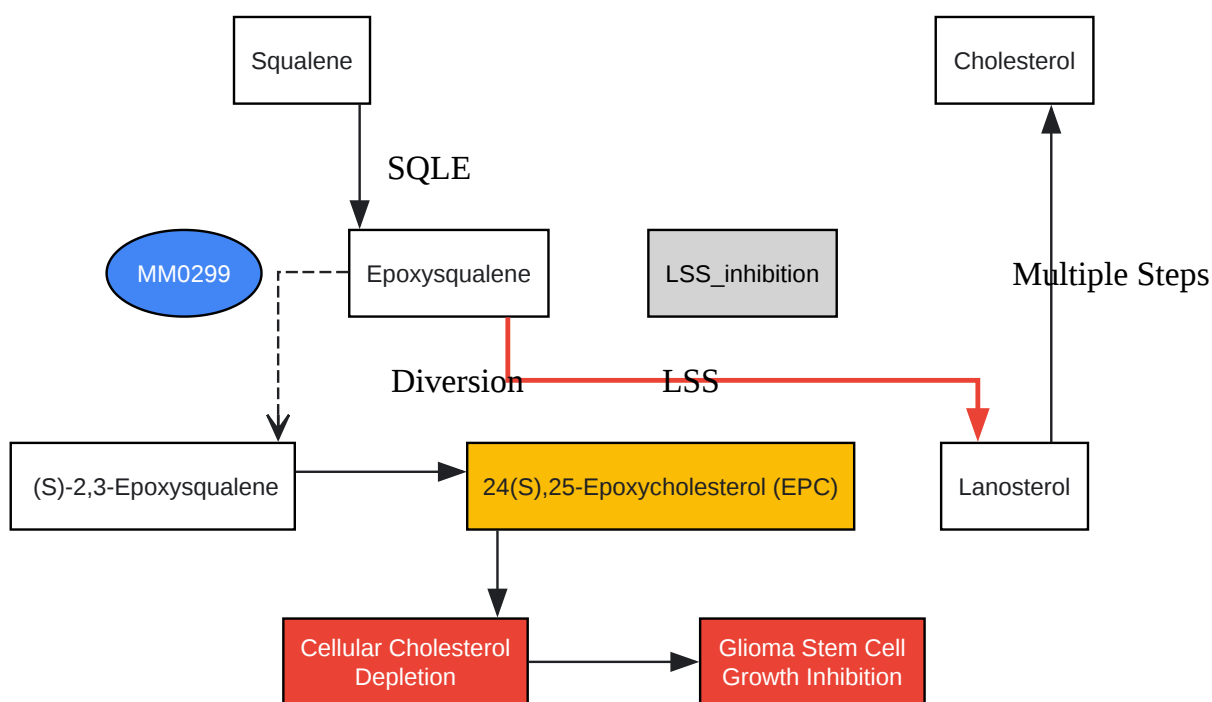 Squalene
Cholesterol
SQLE
MM0299
Epoxysqualene
LSS_inhibition
Multiple Steps
Diversion
LSS
(S)-2,3-Epoxysqualene
24(S),25-Epoxycholesterol (EPC)
Lanosterol
Cellular Cholesterol
Depletion
Glioma Stem Cell
Growth Inhibition